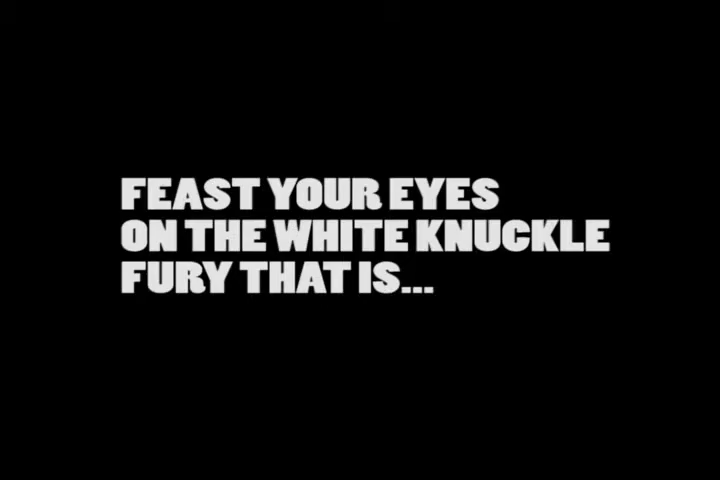 FEAST YOUR EYES
ON THE WHITE KNUCKLE
FURY THAT IS...